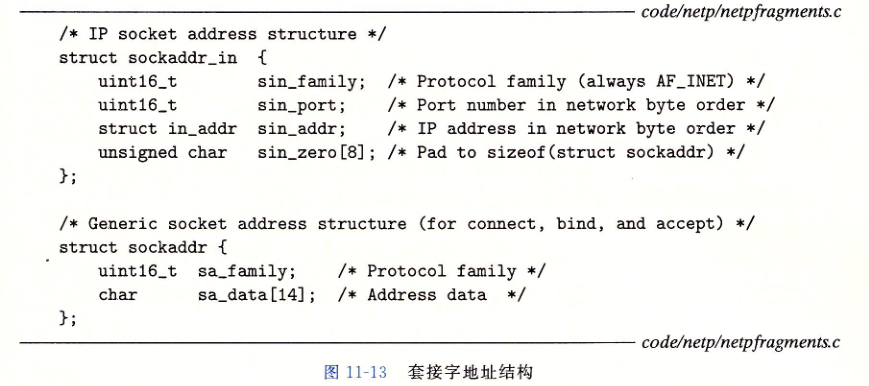 code/netp/netpfragments.c
/* IP socket address structure */
struct sockaddr_in  {
    uint16_t        sin_family;  /* Protocol family (always AF_INET) */
    uint16_t        sin_port;    /* Port number in network byte order */
    struct in_addr  sin_addr;    /* IP address in network byte order */
    unsigned char   sin_zero[8]; /* Pad to sizeof(struct sockaddr) */
};
/* Generic socket address structure (for connect, bind, and accept) */
struct sockaddr {
    uint16_t  sa_family;    /* Protocol family */
    char      sa_data[14];  /* Address data  */
};
code/netp/netpfragments.c
图 11-13 套接字地址结构